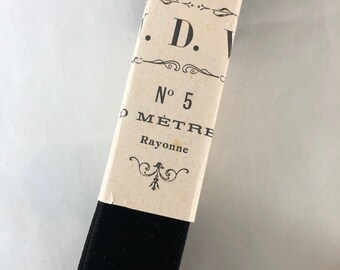 . D. V
Nº 5
D MÈTRE
Rayonne